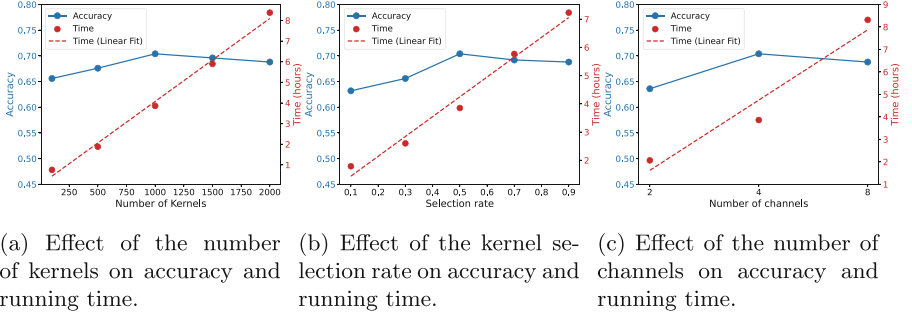 0.80
0.75
0.70
0.65
0.60
0.55
0.50
0.45
Accuracy
Accuracy
Time
Time (Linear Fit)
8
7
6
5
4
3
2
1
Time (hours)
250 500 750 1000 1250 1500 1750 2000
Number of Kernels
0.80
0.75
0.70
0.65
0.60
0.55
0.50
0.45
Accuracy
Accuracy
Time
Time (Linear Fit)
7
6
5
4
3
2
Time (hours)
0,1 0,2 0,3 0,4 0,5 0,6 0,7 0,8 0,9
Selection rate
0.80
0.75
0.70
0.65
0.60
0.55
0.50
0.45
Accuracy
Accuracy
Time
Time (Linear Fit)
9
8
7
6
5
4
3
2
1
Time (hours)
2 4 8
Number of channels
(a) Effect of the number
of kernels on accuracy and
running time.
(b) Effect of the kernel se-
lection rate on accuracy and
running time.
(c) Effect of the number of
channels on accuracy and
running time.